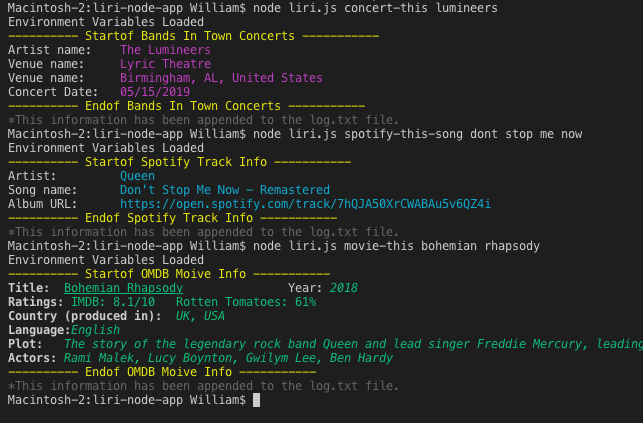 Macintosh-2:liri-node-app William$ node liri.js concert-this lumineers
Environment Variables Loaded
---------- Startof Bands In Town Concerts -----------
Artist name:    The Lumineers
Venue name:     Lyric Theatre
Venue name:     Birmingham, AL, United States
Concert Date:   05/15/2019
---------- Endof Bands In Town Concerts -----------
*This information has been appended to the log.txt file.
Macintosh-2:liri-node-app William$ node liri.js spotify-this-song dont stop me now
Environment Variables Loaded
---------- Startof Spotify Track Info -----------
Artist:         Queen
Song name:      Don't Stop Me Now - Remastered
Album URL:      https://open.spotify.com/track/7hQJA50XrCWABAu5v6QZ4i
---------- Endof Spotify Track Info -----------
*This information has been appended to the log.txt file.
Macintosh-2:liri-node-app William$ node liri.js movie-this bohemian rhapsody
Environment Variables Loaded
---------- Startof OMDB Moive Info -----------
Title:  Bohemian Rhapsody               Year: 2018
Ratings: IMDB: 8.1/10   Rotten Tomatoes: 61%
Country (produced in):  UK, USA
Language:English
Plot:   The story of the legendary rock band Queen and lead singer Freddie Mercury, leading
Actors: Rami Malek, Lucy Boynton, Gwilym Lee, Ben Hardy
---------- Endof OMDB Moive Info -----------
*This information has been appended to the log.txt file.
Macintosh-2:liri-node-app William$